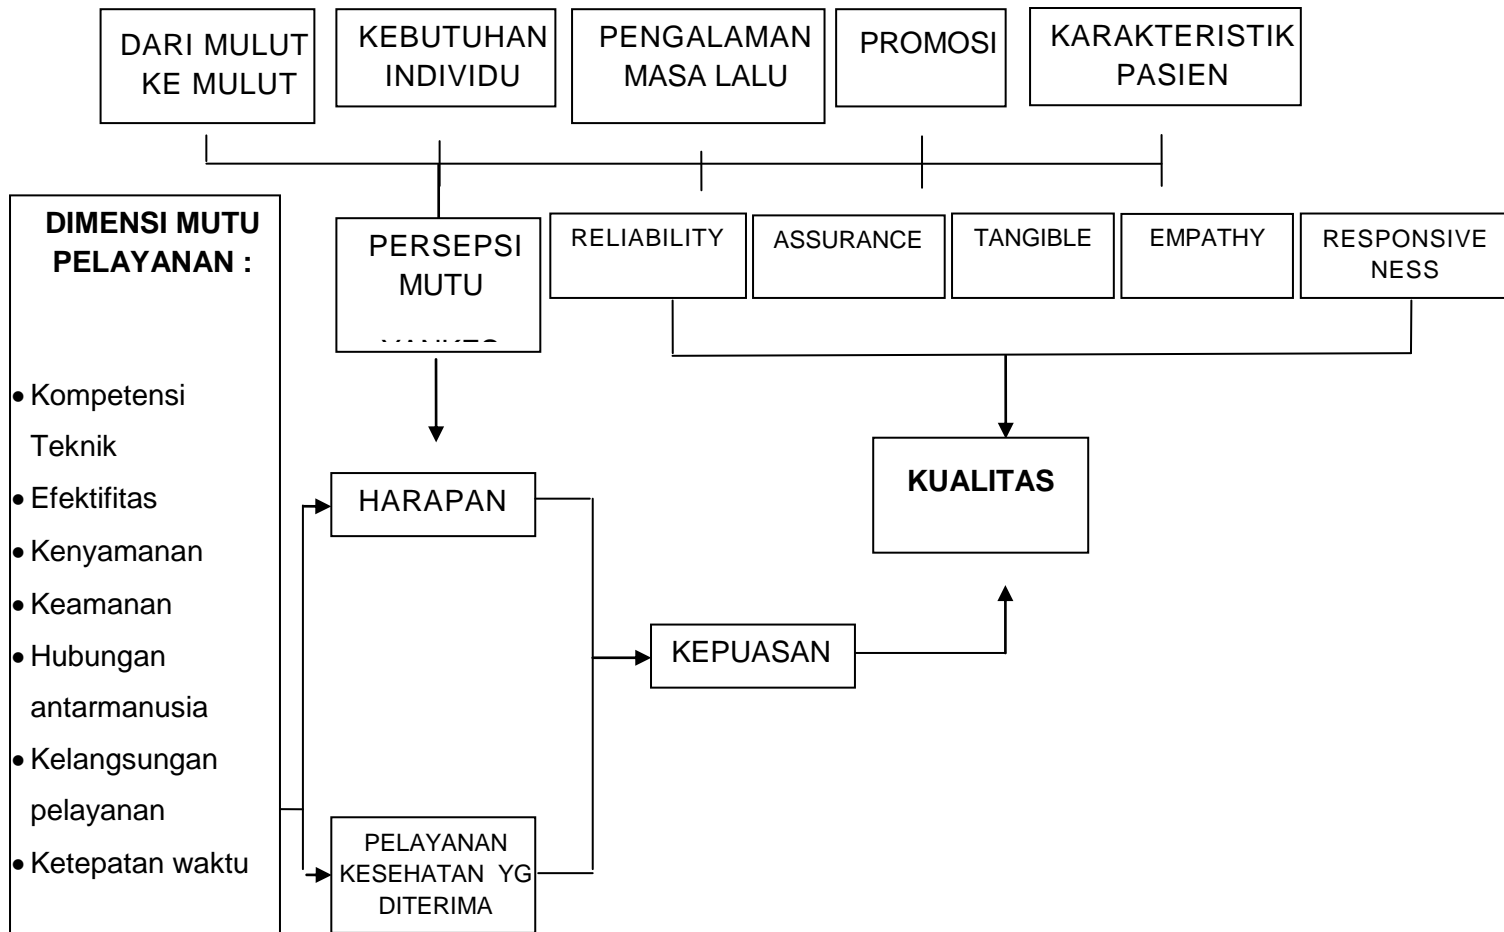 DARI MULUT
KE MULUT
KEBUTUHAN
INDIVIDU
PENGALAMAN
MASA LALU
PROMOSI
KARAKTERISTIK
PASIEN
DIMENSI MUTU
PELAYANAN :
• Kompetensi
Teknik
• Efektifitas
• Kenyamanan
• Keamanan
• Hubungan
antarmanusia
• Kelangsungan
pelayanan
• Ketepatan waktu
PERSEPSI
MUTU
RELIABILITY
ASSURANCE
TANGIBLE
EMPATHY
RESPONSIVE
NESS
HARAPAN
KUALITAS
KEPUASAN
PELAYANAN
KESEHATAN YG
DITERIMA